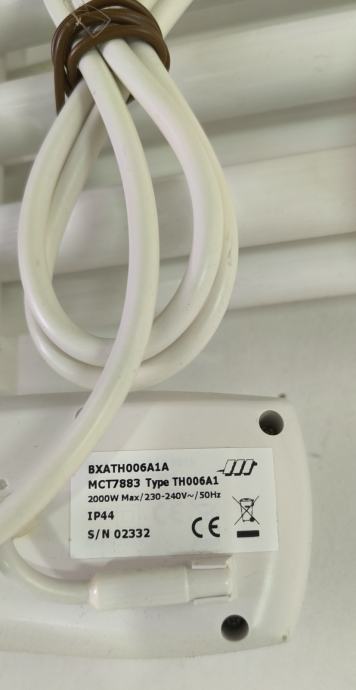 BXATH006A1A
MCT7883 Type TH006A1
2000W Max/230-240V~/50Hz
IP44
S/N 02332
CE